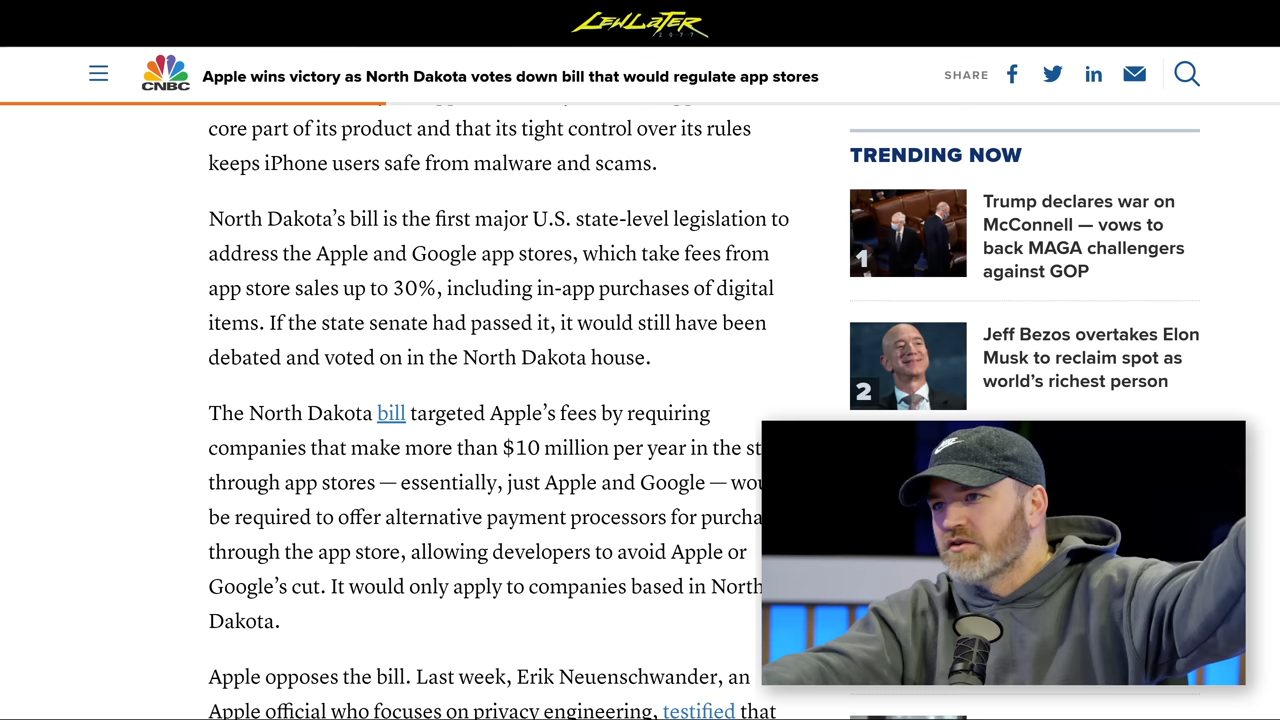 LEWLATER
2077
CNBC
Apple wins victory as North Dakota votes down bill that would regulate app stores
SHARE
core part of its product and that its tight control over its rules
keeps iPhone users safe from malware and scams.
North Dakota’s bill is the first major U.S. state-level legislation to
address the Apple and Google app stores, which take fees from
app store sales up to 30%, including in-app purchases of digital
items. If the state senate had passed it, it would still have been
debated and voted on in the North Dakota house.
The North Dakota bill targeted Apple’s fees by requiring
companies that make more than $10 million per year in the st
through app stores — essentially, just Apple and Google — wou
be required to offer alternative payment processors for purcha
through the app store, allowing developers to avoid Apple or
Google’s cut. It would only apply to companies based in North
Dakota.
Apple opposes the bill. Last week, Erik Neuenschwander, an
Apple official who focuses on privacy engineering, testified that
TRENDING NOW
1
Trump declares war on
McConnell — vows to
back MAGA challengers
against GOP
2
Jeff Bezos overtakes Elon
Musk to reclaim spot as
world’s richest person